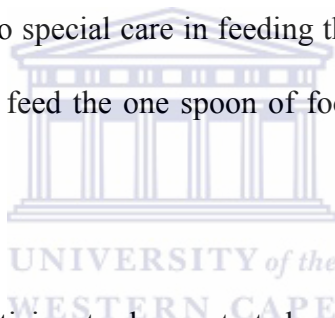 o special care in feeding th
feed the one spoon of foo
UNIVERSITY of the
WESTERN CAPE